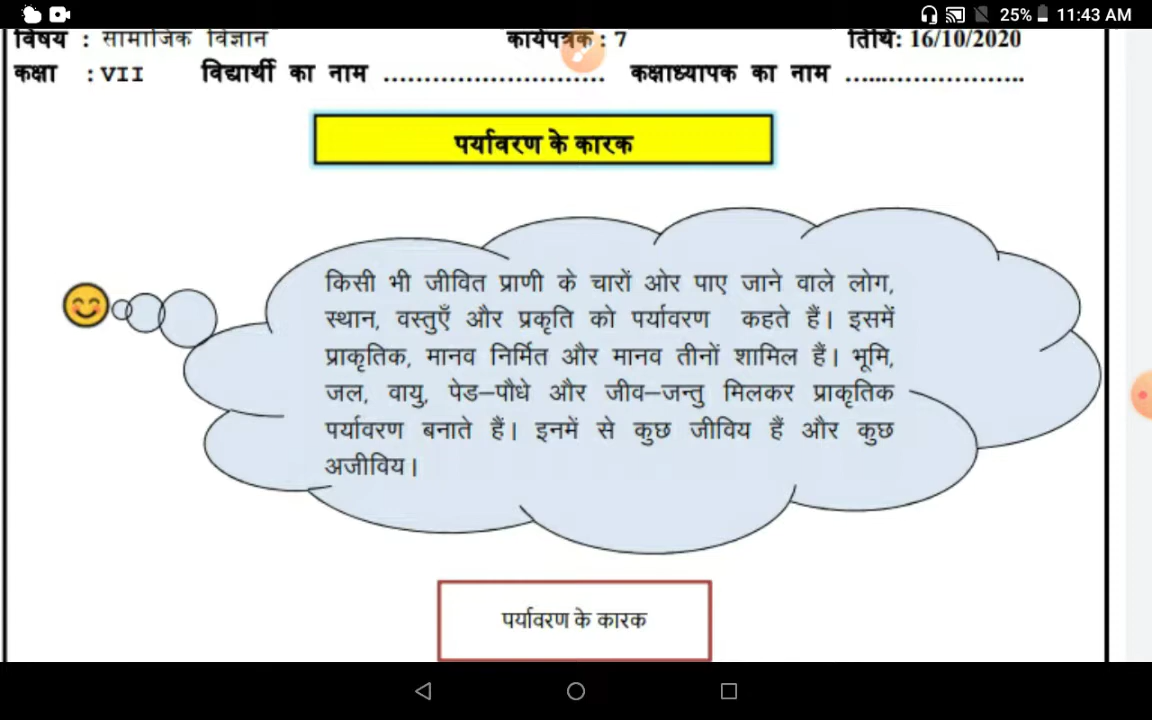 25% 11:43 AM
विषय : सामाजिक विज्ञान कार्यपत्रक : 7 तिथि: 16/10/2020
कक्षा : VII विद्यार्थी का नाम ........................... कक्षाध्यापक का नाम ......................
पर्यावरण के कारक
किसी भी जीवित प्राणी के चारों ओर पाए जाने वाले लोग,
स्थान, वस्तुएँ और प्रकृति को पर्यावरण कहते हैं। इसमें
प्राकृतिक, मानव निर्मित और मानव तीनों शामिल हैं। भूमि,
जल, वायु, पेड–पौधे और जीव–जन्तु मिलकर प्राकृतिक
पर्यावरण बनाते हैं। इनमें से कुछ जीविय हैं और कुछ
अजीविय।
पर्यावरण के कारक